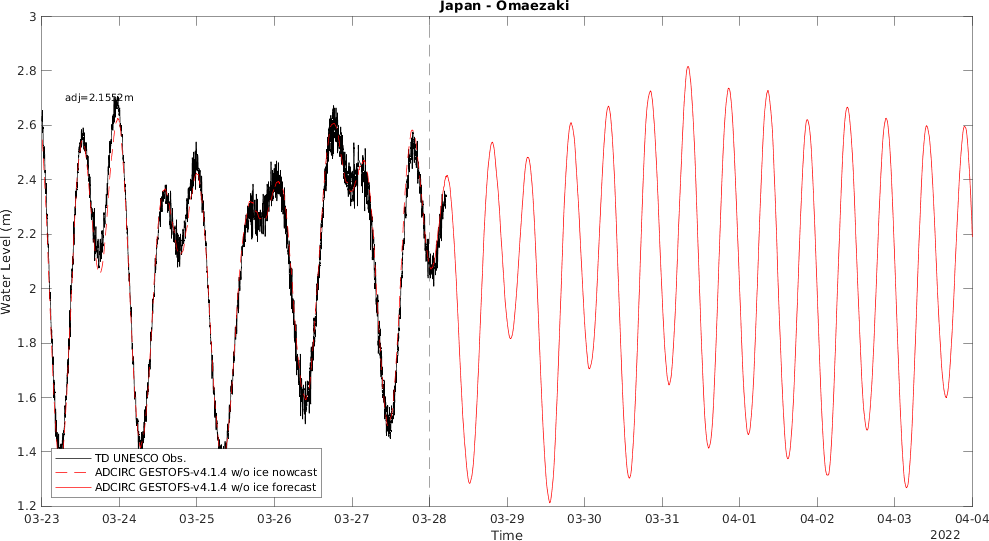 Japan - Omaezaki
3
2.8
2.6
2.4
2.2
2
1.8
1.6
1.4
1.2
Water Level (m)
adj=2.1552m
TD UNESCO Obs.
ADCIRC GESTOFS-v4.1.4 w/o ice nowcast
ADCIRC GESTOFS-v4.1.4 w/o ice forecast
03-23 03-24 03-25 03-26 03-27 03-28 03-29 03-30 03-31 04-01 04-02 04-03 04-04
Time
2022